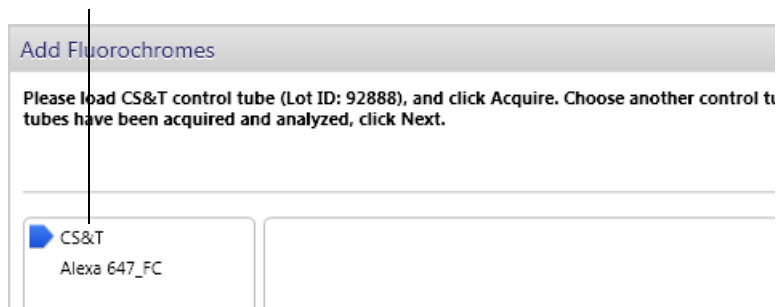 Add Fluorochromes
Please load CS&T control tube (Lot ID: 92888), and click Acquire. Choose another control
tubes have been acquired and analyzed, click Next.
CS&T
Alexa 647_FC